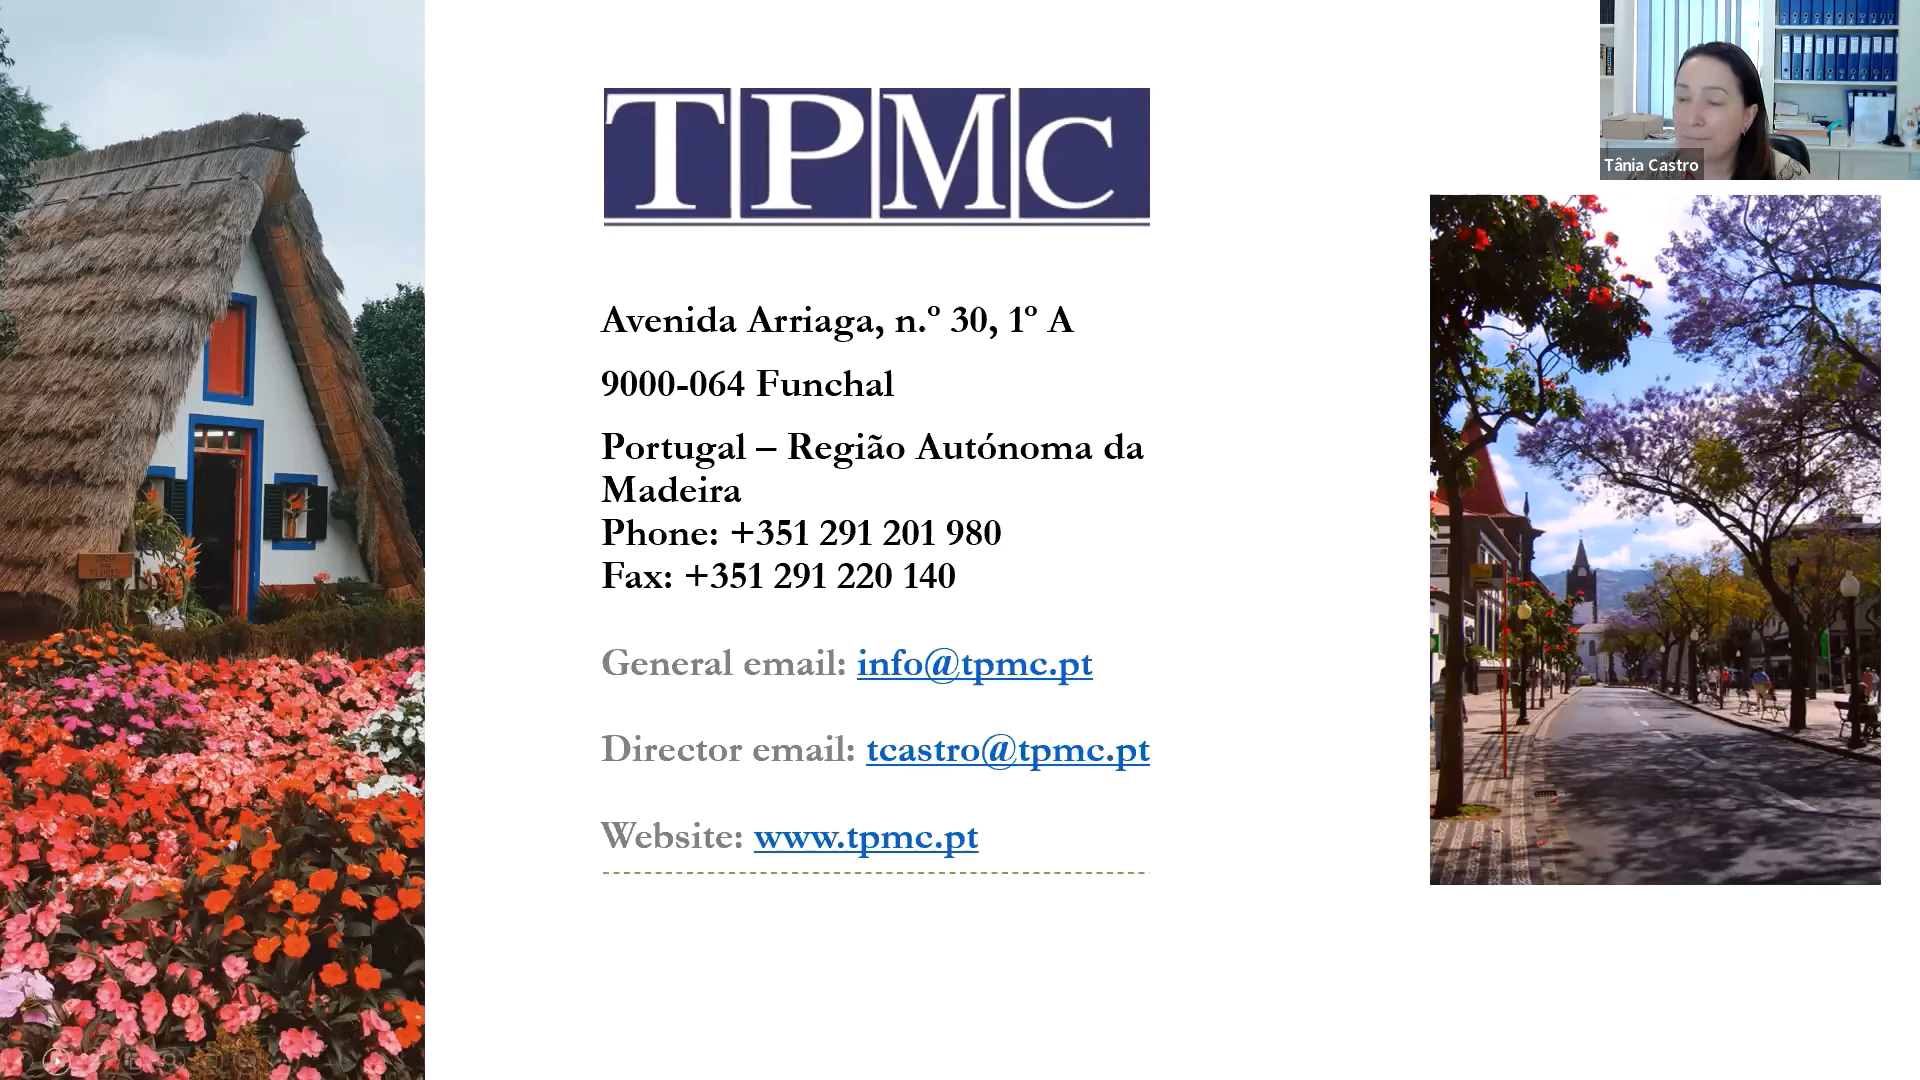 TPMC
Avenida Arriaga, n.º 30, 1º A
9000-064 Funchal
Portugal – Região Autónoma da
Madeira
Phone: +351 291 201 980
Fax: +351 291 220 140
General email: info@tpmc.pt
Director email: tcastro@tpmc.pt
Website: www.tpmc.pt
Tânia Castro